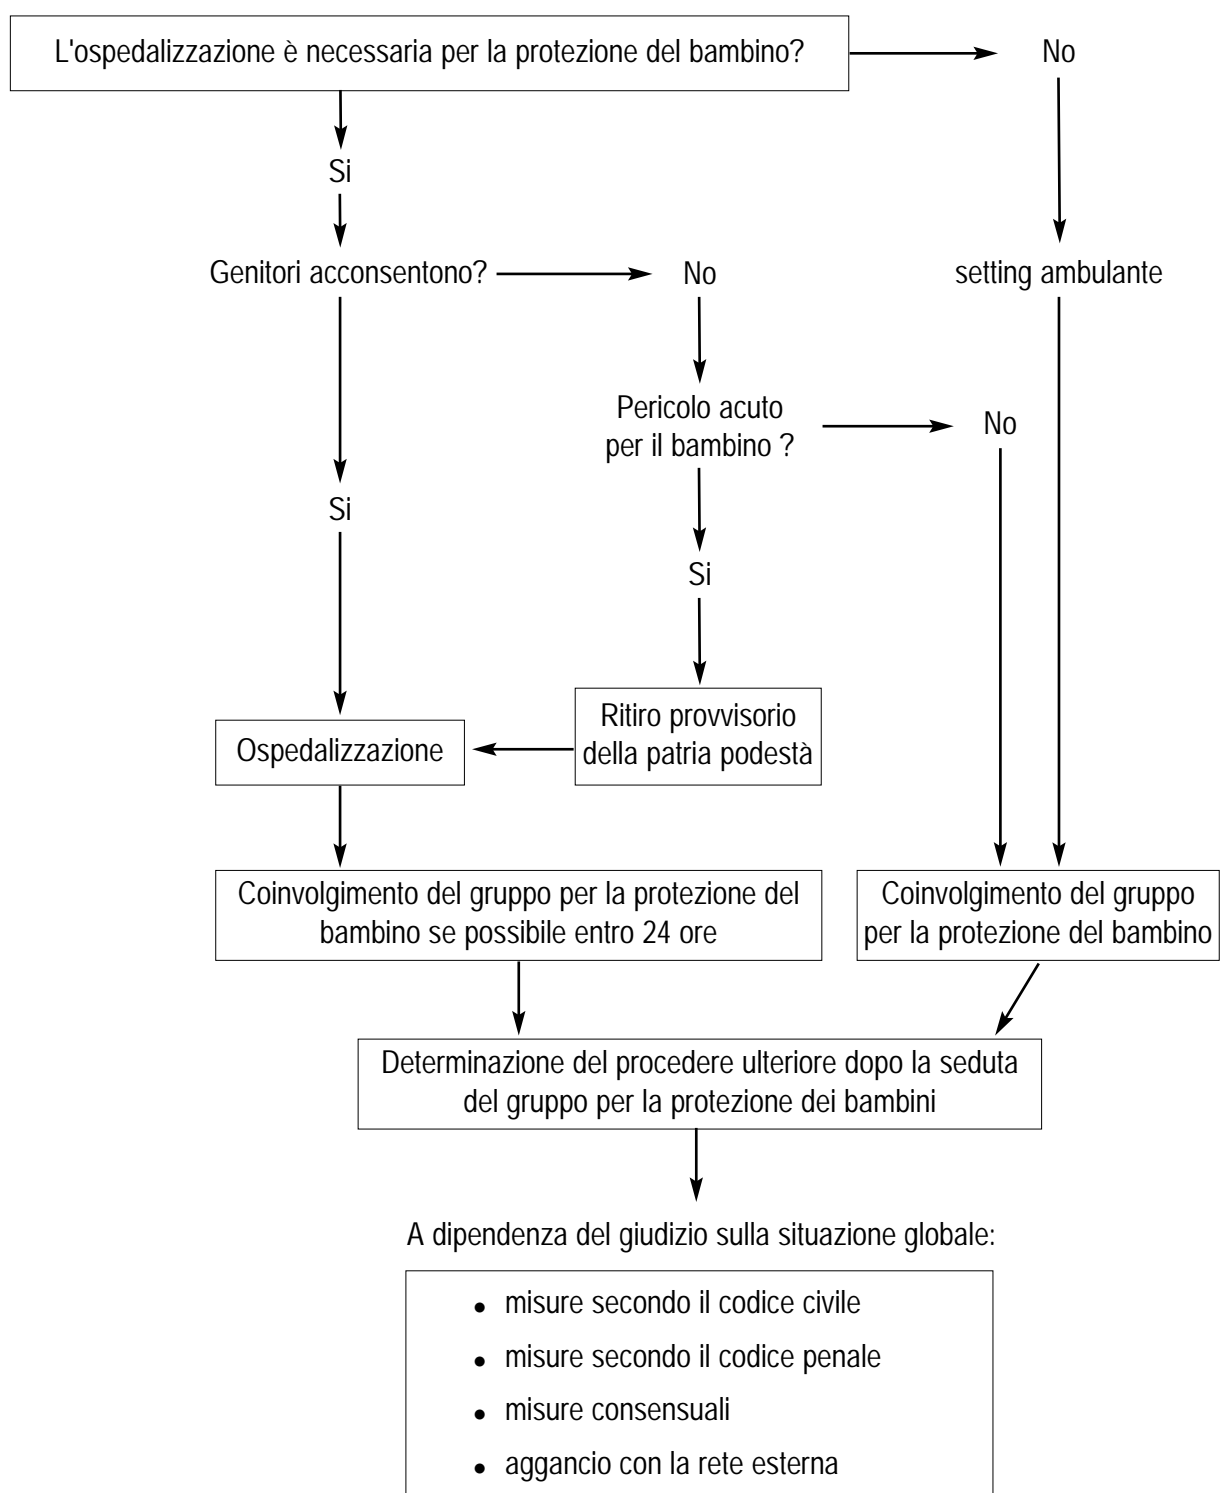 L'ospedalizzazione è necessaria per la protezione del bambino?
No
Si
Genitori acconsentono?
No
setting ambulante
Pericolo acuto
per il bambino ?
No
Si
Si
Ritiro provvisorio
della patria podestà
Ospedalizzazione
Coinvolgimento del gruppo per la protezione del
bambino se possibile entro 24 ore
Coinvolgimento del gruppo
per la protezione del bambino
Determinazione del procedere ulteriore dopo la seduta
del gruppo per la protezione dei bambini
A dipendenza del giudizio sulla situazione globale:
• misure secondo il codice civile
• misure secondo il codice penale
• misure consensuali
• aggancio con la rete esterna